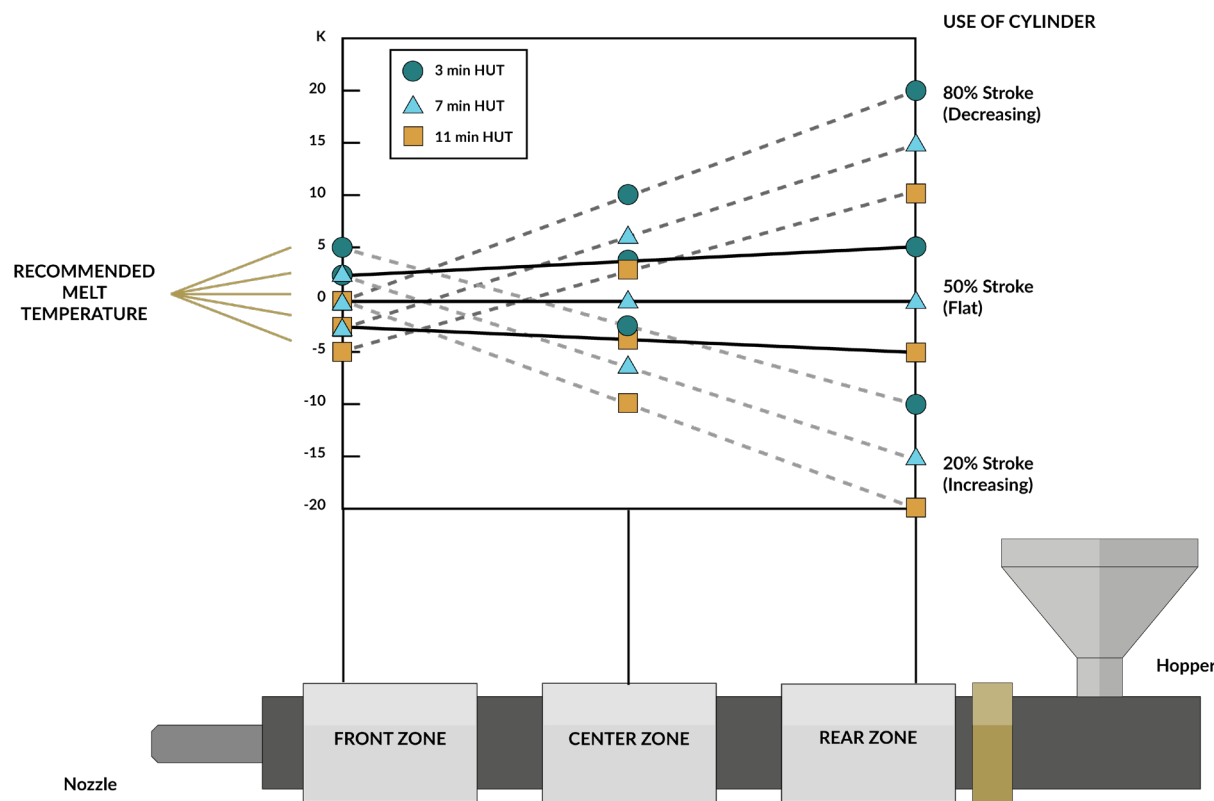 USE OF CYLINDER
K
20
15
10
5
0
-5
-10
-15
-20
3 min HUT
7 min HUT
11 min HUT
80% Stroke
(Decreasing)
50% Stroke
(Flat)
20% Stroke
(Increasing)
RECOMMENDED
MELT
TEMPERATURE
Hopper
FRONT ZONE
CENTER ZONE
REAR ZONE
Nozzle